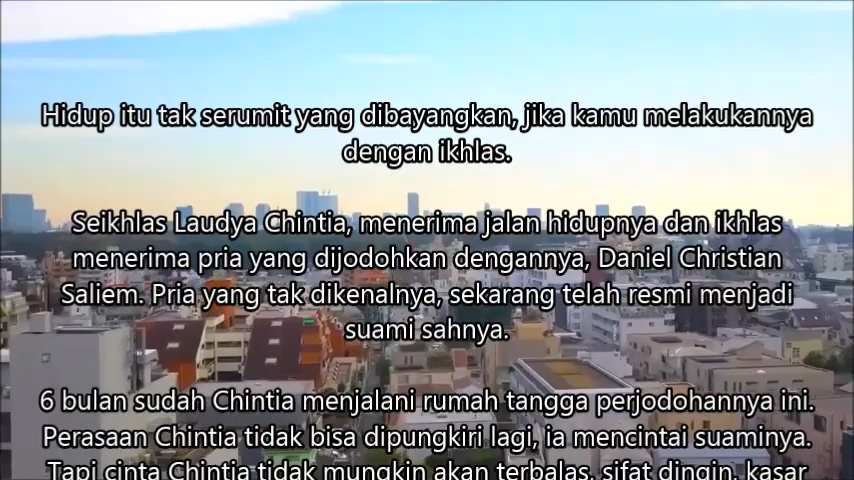 Hidup itu tak serumit yang dibayangkan, jika kamu melakukannya
dengan ikhlas.
Seikhlas Laudya Chintia, menerima jalan hidupnya dan ikhlas
menerima pria yang dijodohkan dengannya, Daniel Christian
Saliem. Pria yang tak dikenalnya, sekarang telah resmi menjadi
suami sahnya.
6 bulan sudah Chintia menjalani rumah tangga perjodohannya ini.
Perasaan Chintia tidak bisa dipungkiri lagi, ia mencintai suaminya.
Tapi cinta Chintia tidak mungkin akan terbalas, sifat dingin, kasar